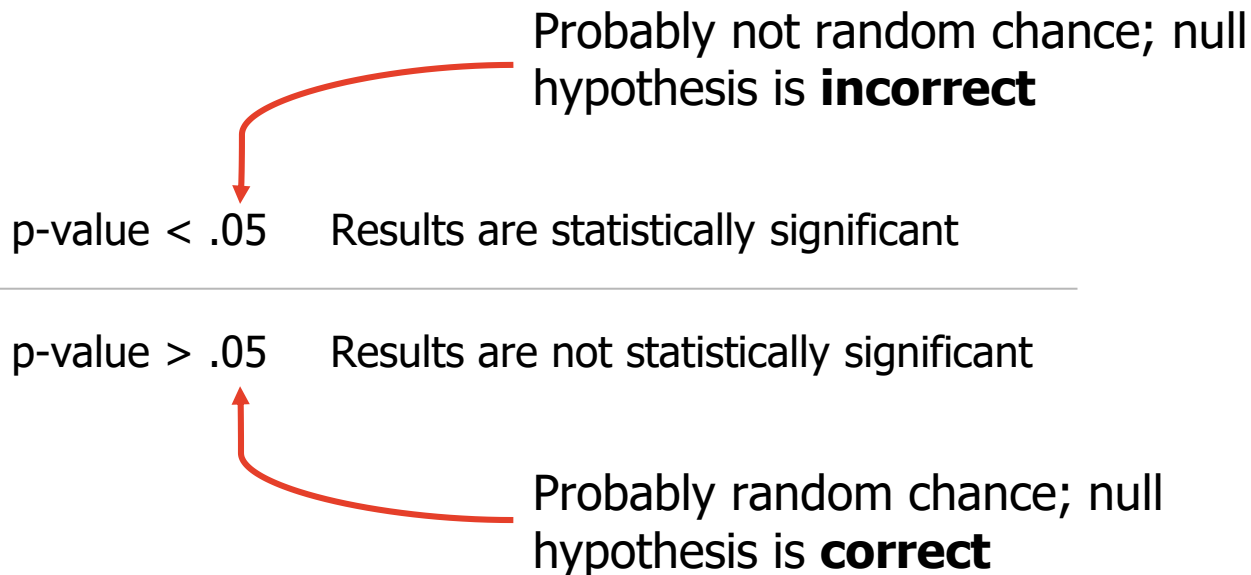 Probably not random chance; null
hypothesis is incorrect
p-value < .05 Results are statistically significant
p-value > .05 Results are not statistically significant
Probably random chance; null
hypothesis is correct